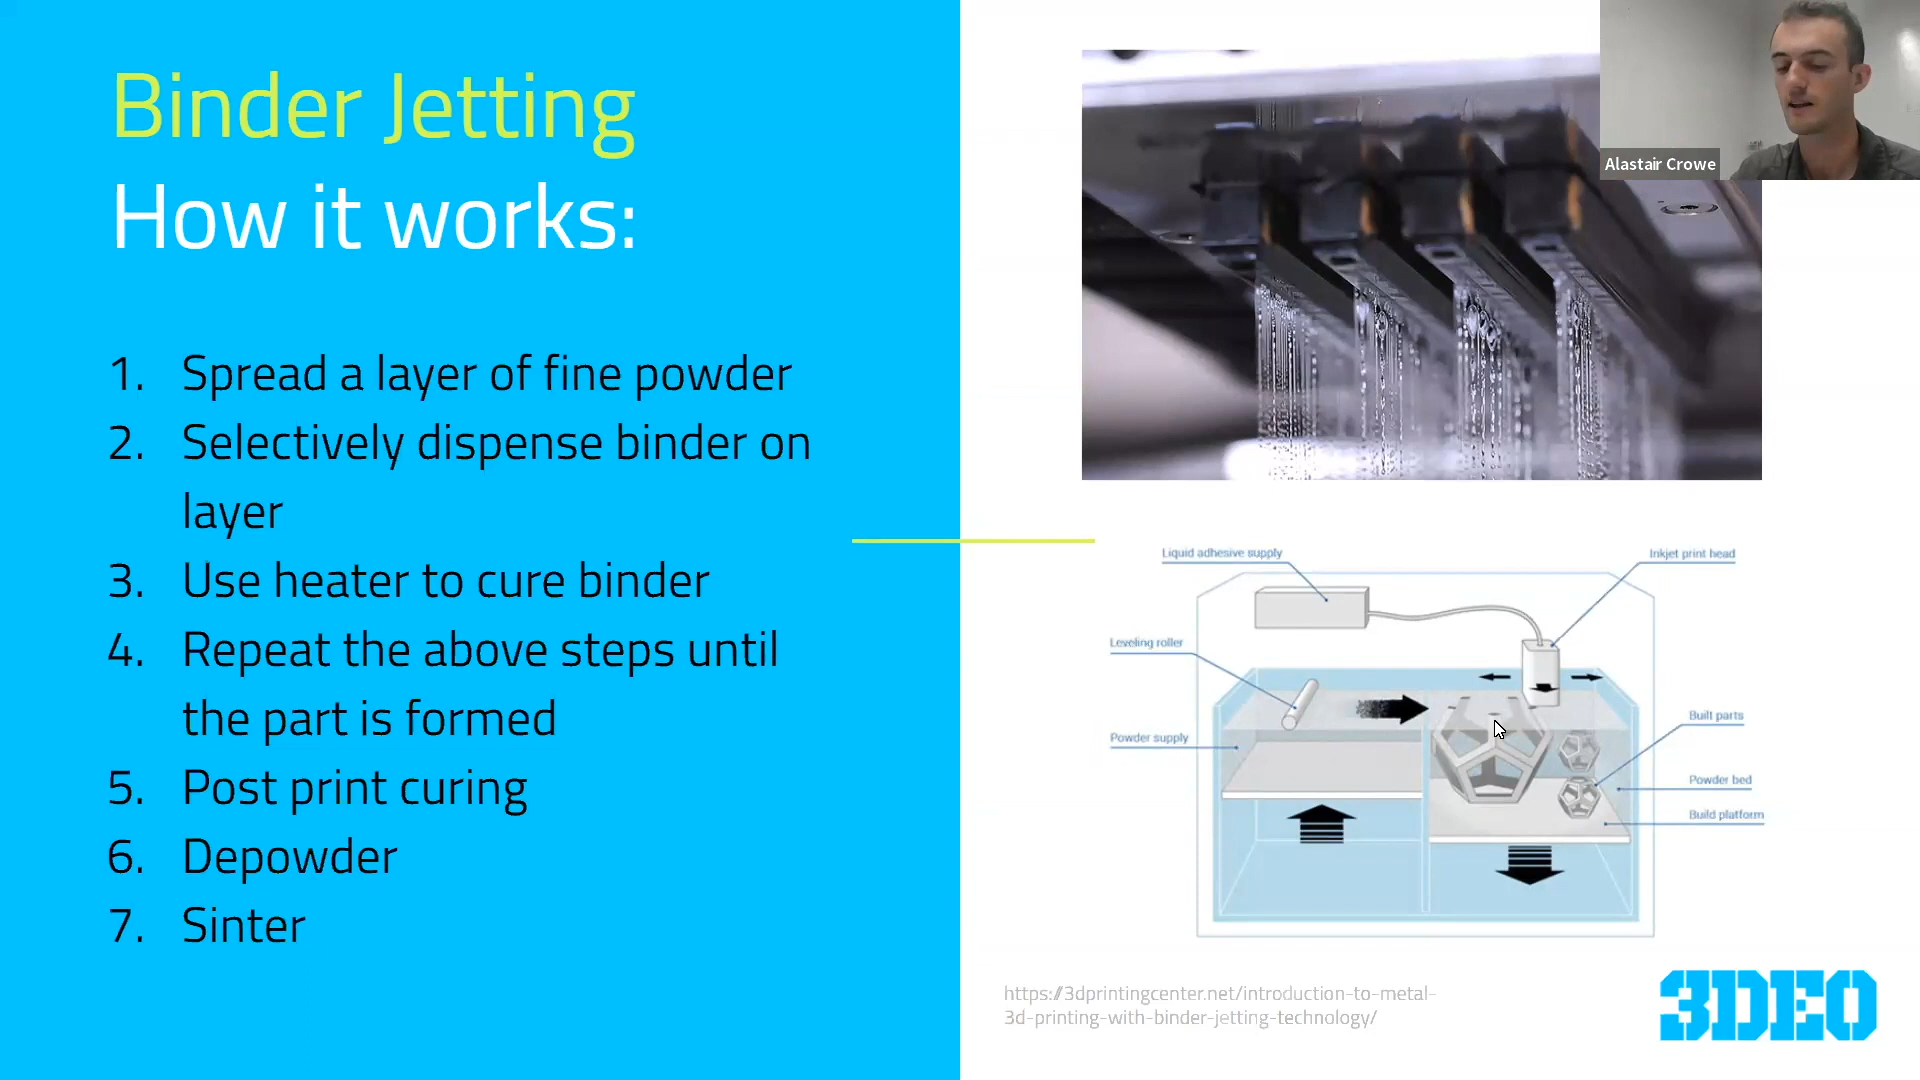 Binder Jetting
How it works:
1. Spread a layer of fine powder
2. Selectively dispense binder on
layer
3. Use heater to cure binder
4. Repeat the above steps until
the part is formed
5. Post print curing
6. Depowder
7. Sinter
Alastair Crowe
Liquid adhesive supply
Inkjet print head
Leveling roller
Powder supply
Built parts
Powder bed
Build platform
https://3dprintingcenter.net/introduction-to-metal-
3d-printing-with-binder-jetting-technology/
3DEO